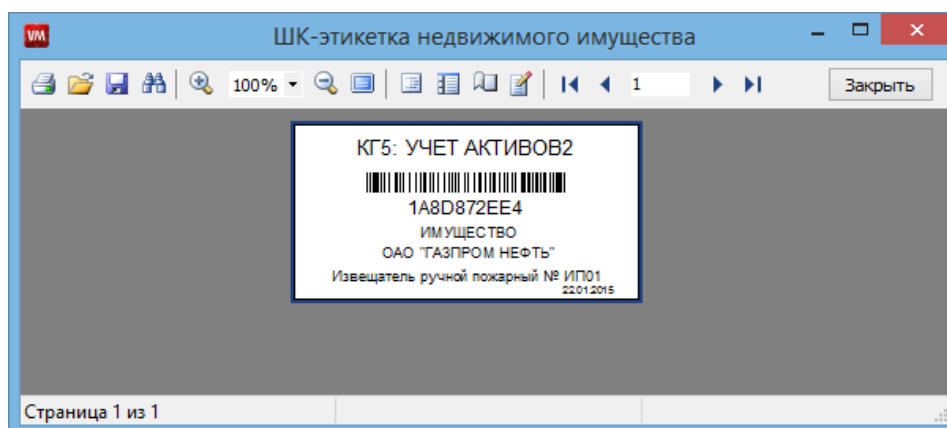 VM ШК-этикетка недвижимого имущества
100% 1 Закрыть
КГ5: УЧЕТ АКТИВОВ2
1A8D872EE4
ИМУЩЕСТВО
ОАО "ГАЗПРОМ НЕФТЬ"
Извещатель ручной пожарный № ИП01
22.01.2015
Страница 1 из 1